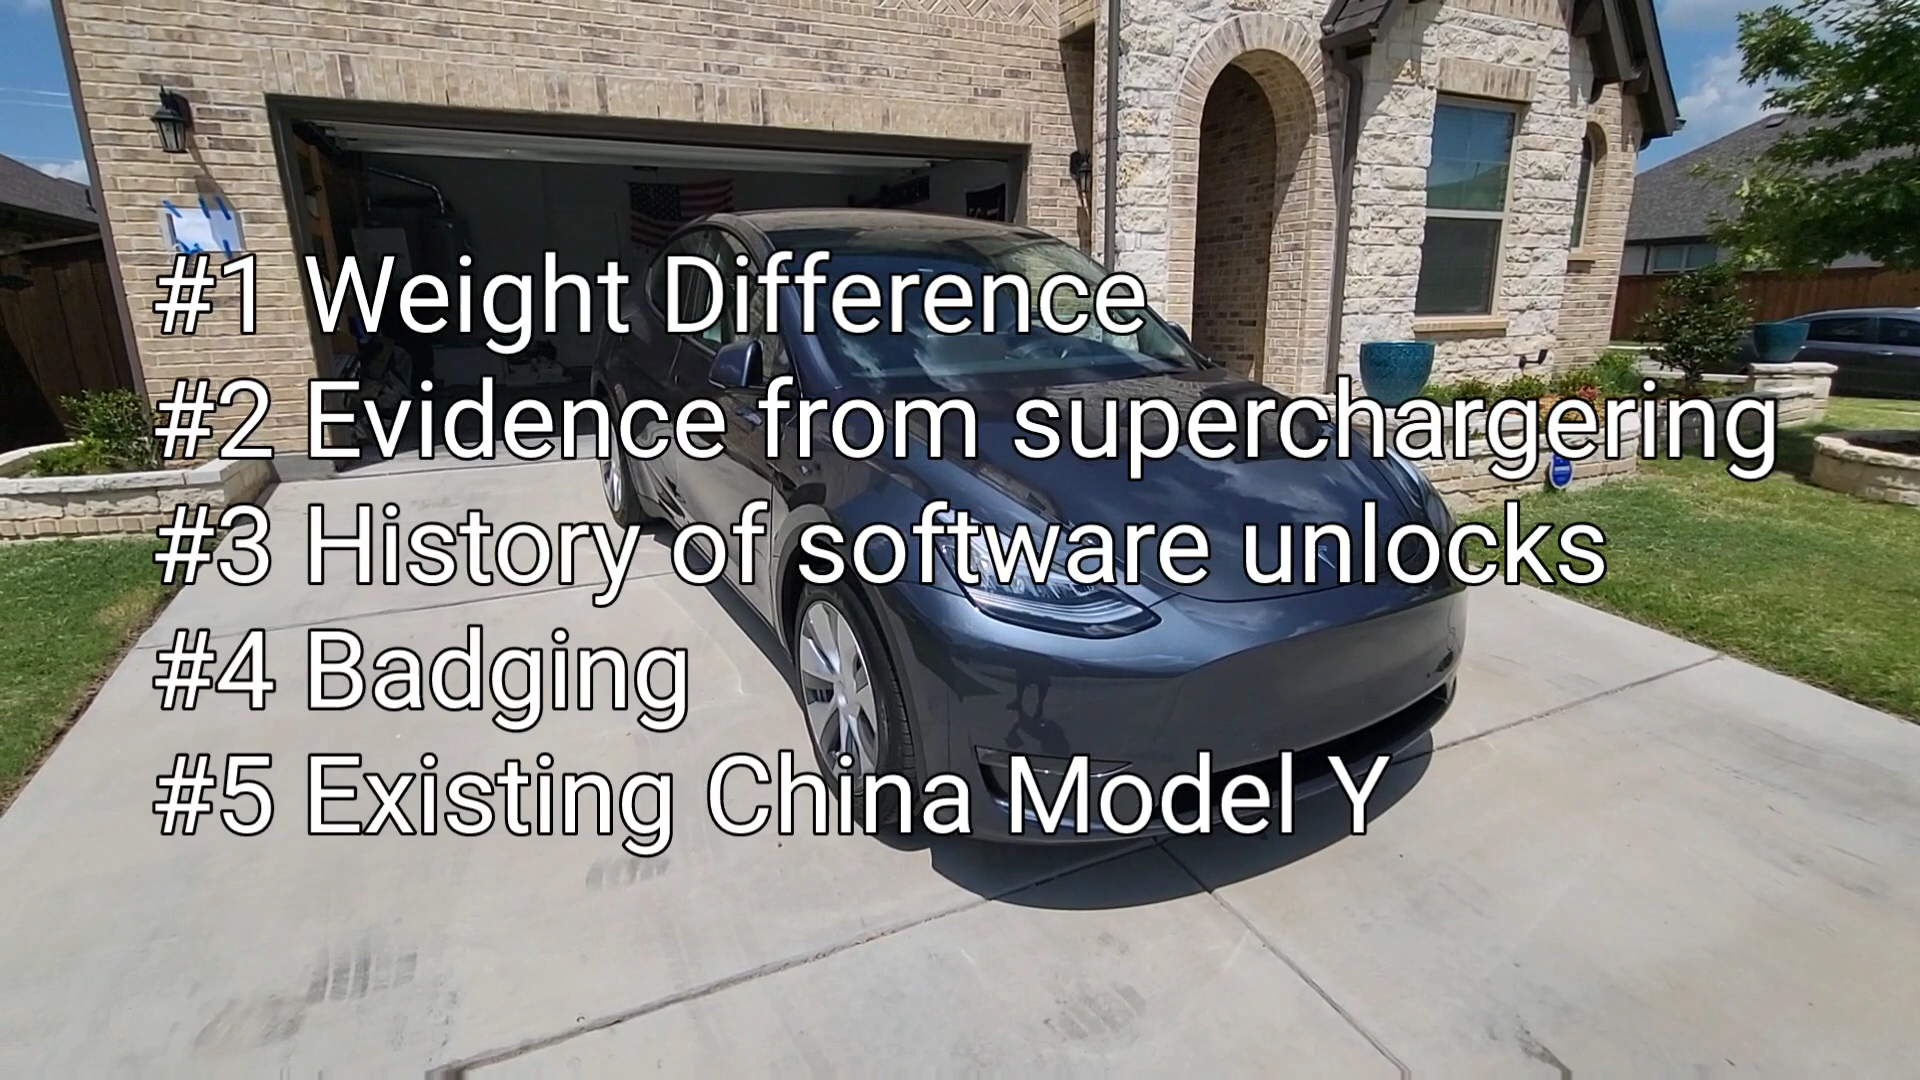 #1 Weight Difference
#2 Evidence from superchargering
#3 History of software unlocks
#4 Badging
#5 Existing China Model Y